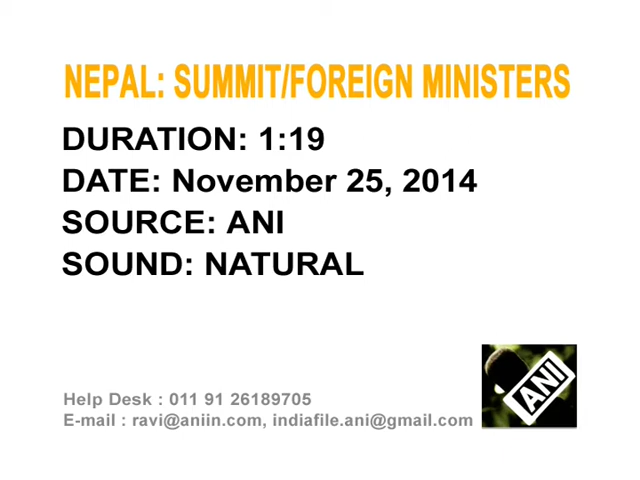 NEPAL: SUMMIT/FOREIGN MINISTERS
DURATION: 1:19
DATE: November 25, 2014
SOURCE: ANI
SOUND: NATURAL
Help Desk : 011 91 26189705
E-mail : ravi@aniin.com, indiafile.ani@gmail.com
ANI